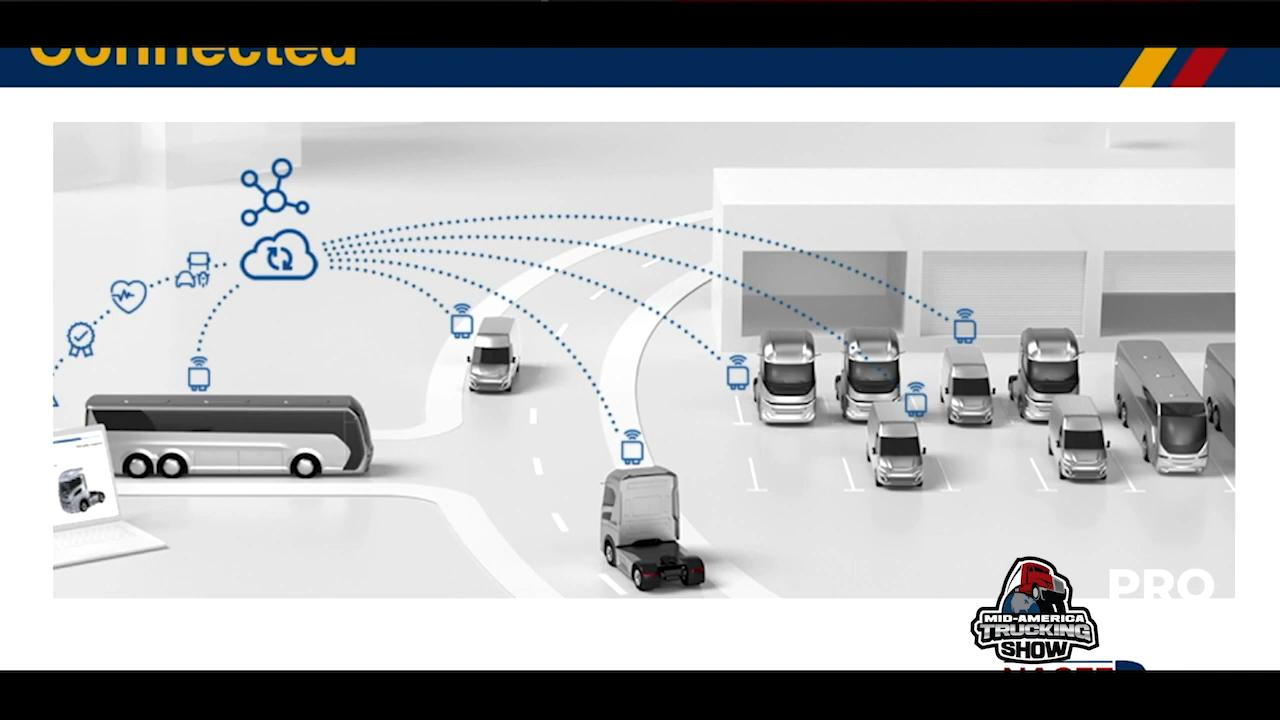 Connected
PRO
MID-AMERICA
TRUCKING
SHOW